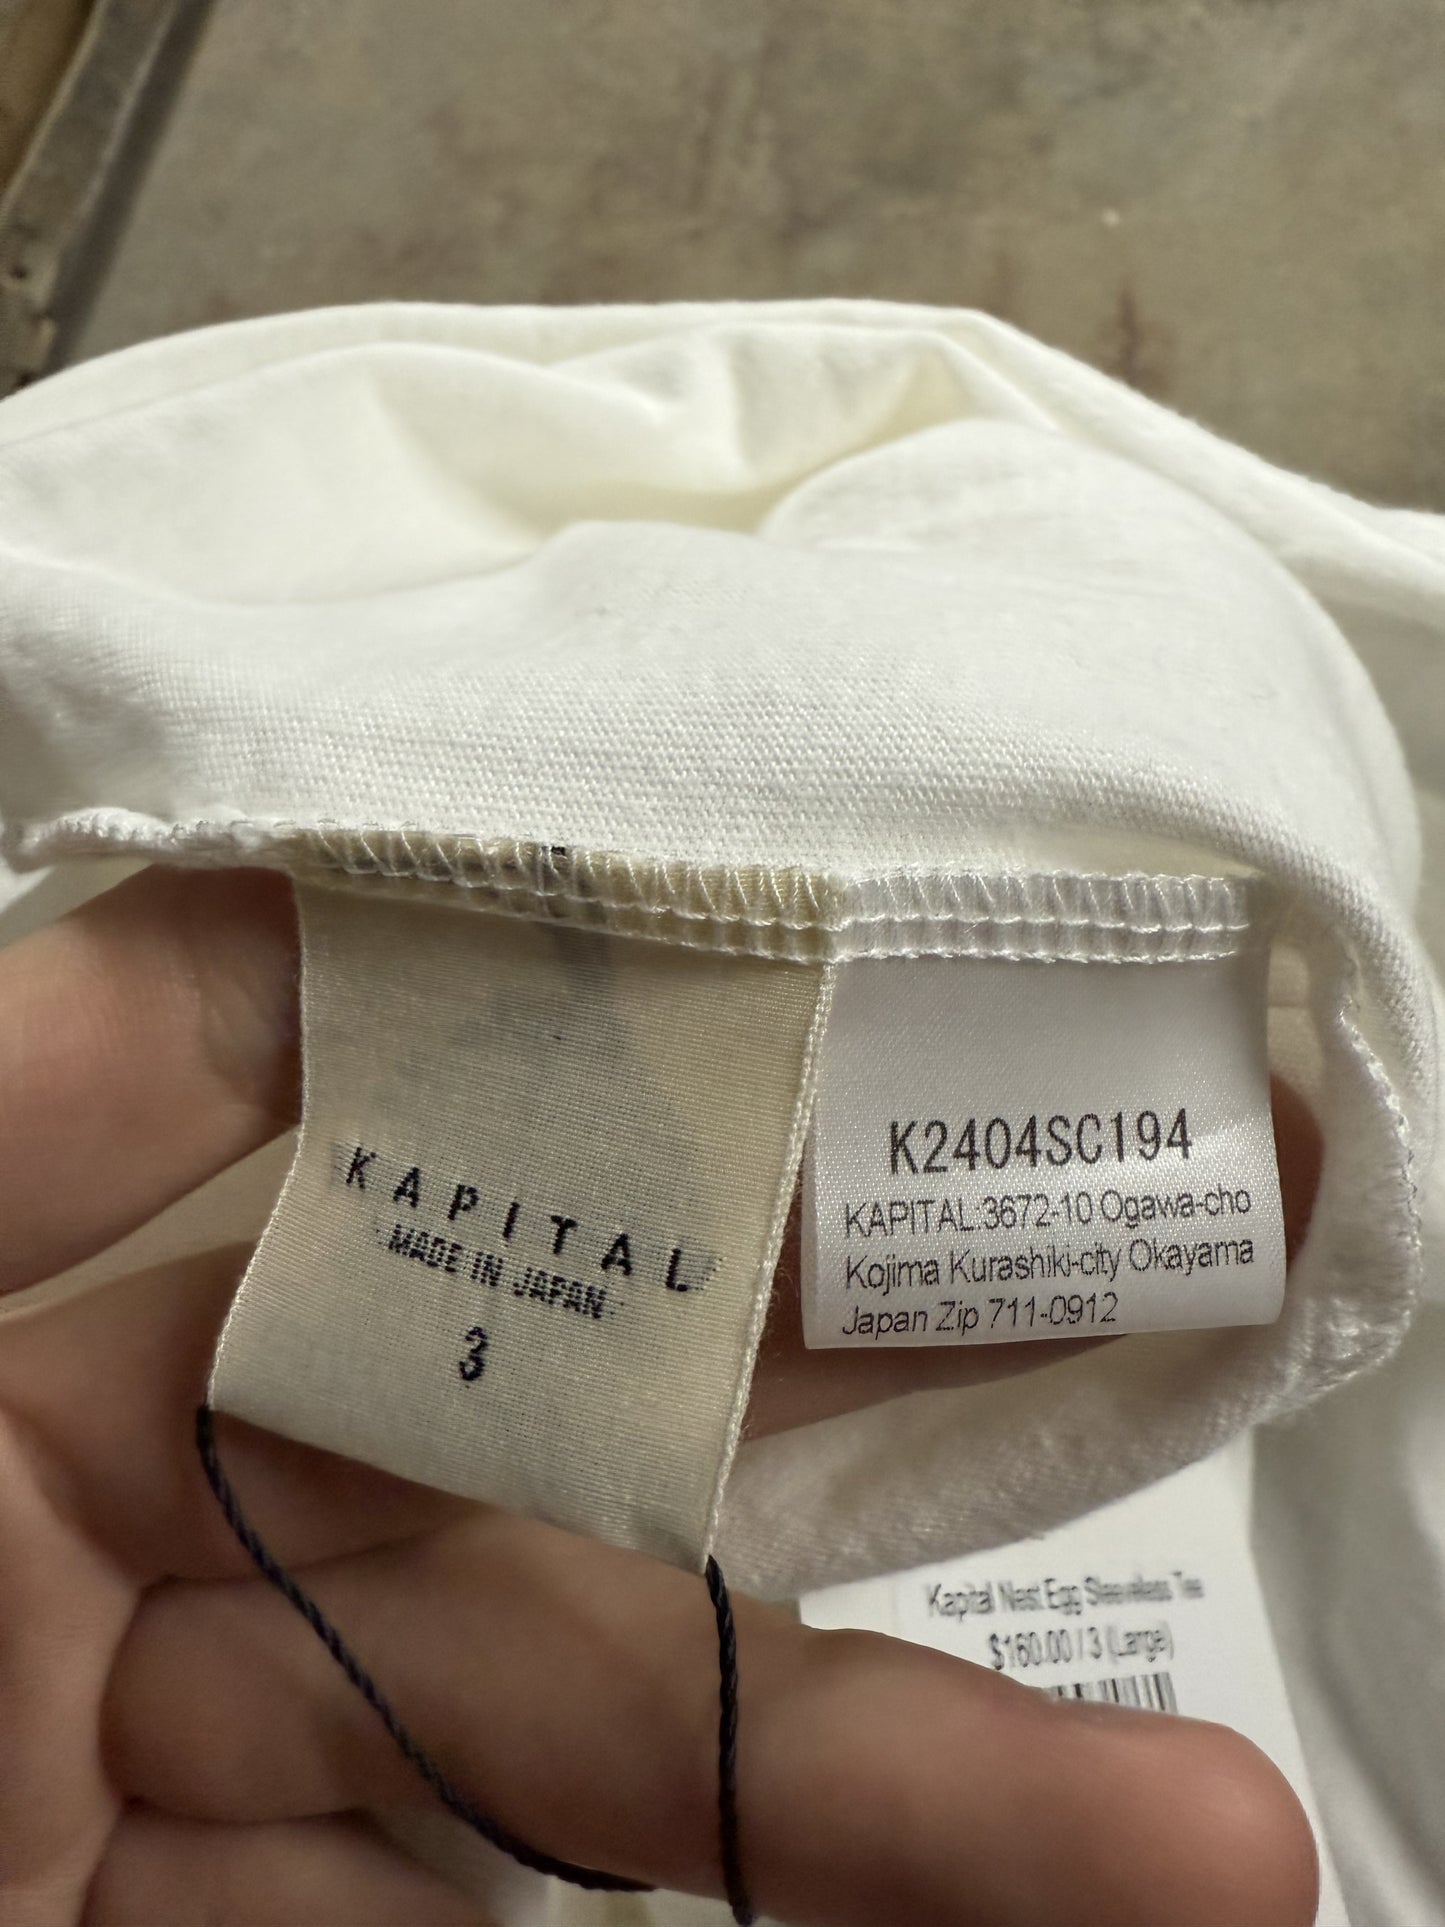 KAPITAL
MADE IN JAPAN
3
K2404SC194
KAPITAL:3672-10 Ogawa-cho
Kojima Kurashiki-city Okayama
Japan Zip 711-0912
Kapital Nest Egg Sleeveless Tee
$160.00 / 3 (Large)